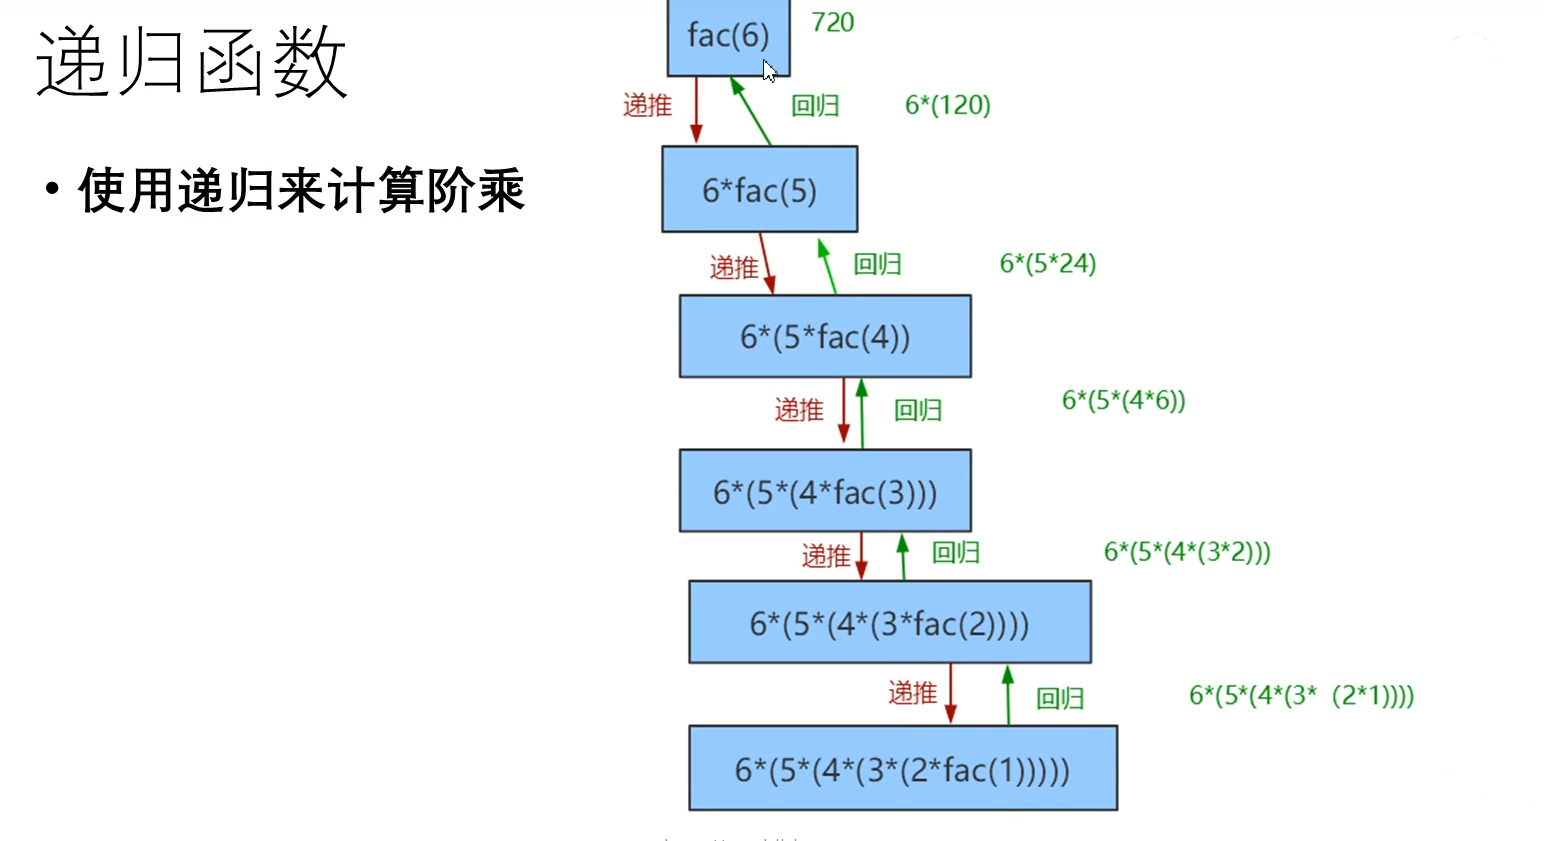 递归函数
• 使用递归来计算阶乘
fac(6)
720
递推
回归
6*(120)
6*fac(5)
递推
回归
6*(5*24)
6*(5*fac(4))
递推
回归
6*(5*(4*6))
6*(5*(4*fac(3)))
递推
回归
6*(5*(4*(3*2)))
6*(5*(4*(3*fac(2))))
递推
回归
6*(5*(4*(3*（2*1))))
6*(5*(4*(3*(2*fac(1)))))